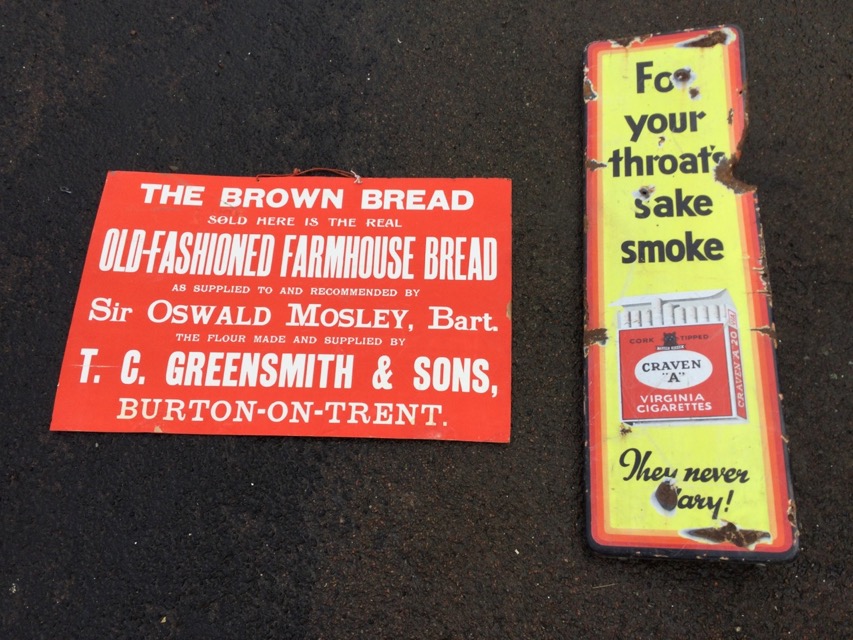 THE BROWN BREAD
SOLD HERE IS THE REAL
OLD-FASHIONED FARMHOUSE BREAD
AS SUPPLIED TO AND RECOMMENDED BY
Sir OSWALD MOSLEY, Bart.
THE FLOUR MADE AND SUPPLIED BY
T. C. GREENSMITH & SONS,
BURTON-ON-TRENT.
Fo
your
throat's
sake
smoke
CORK TIPPED
CRAVEN
"A"
VIRGINIA
CIGARETTES
CRAVEN A 20
They never
ary!